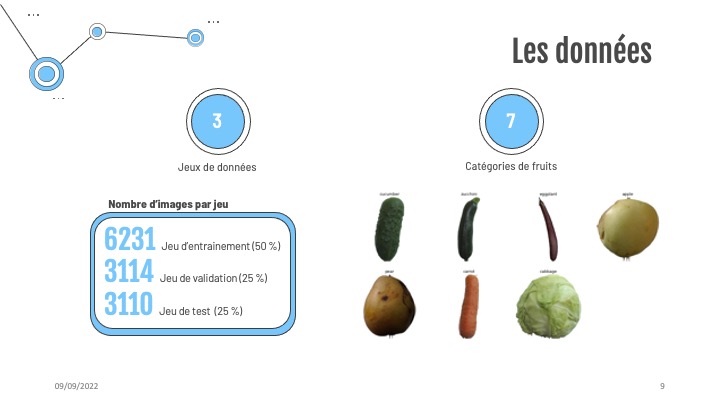 Les données
3
Jeux de données
7
Catégories de fruits
Nombre d'images par jeu
6231 Jeu d'entrainement (50 %)
3114 Jeu de validation (25 %)
3110 Jeu de test (25 %)
cucumber
zucchini
eggplant
apple
pear
carrot
cabbage
09/09/2022
9